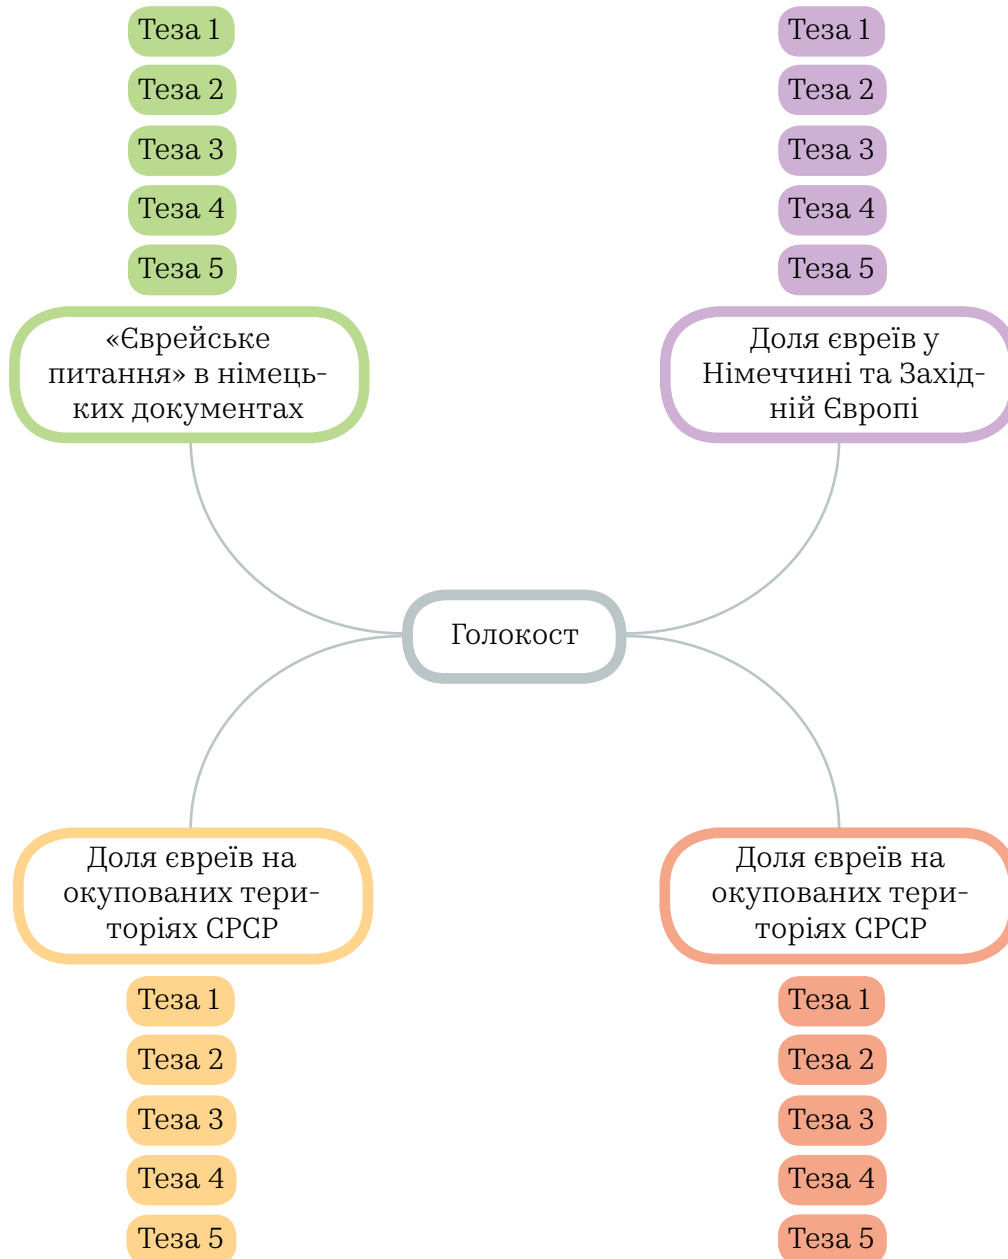 Теза 1
Теза 2
Теза 3
Теза 4
Теза 5
«Єврейське
питання» в німець-
ких документах
Теза 1
Теза 2
Теза 3
Теза 4
Теза 5
Доля євреїв у
Німеччині та Захід-
ній Європі
Голокост
Доля євреїв на
окупованих тери-
торіях СРСР
Теза 1
Теза 2
Теза 3
Теза 4
Теза 5
Доля євреїв на
окупованих тери-
торіях СРСР
Теза 1
Теза 2
Теза 3
Теза 4
Теза 5